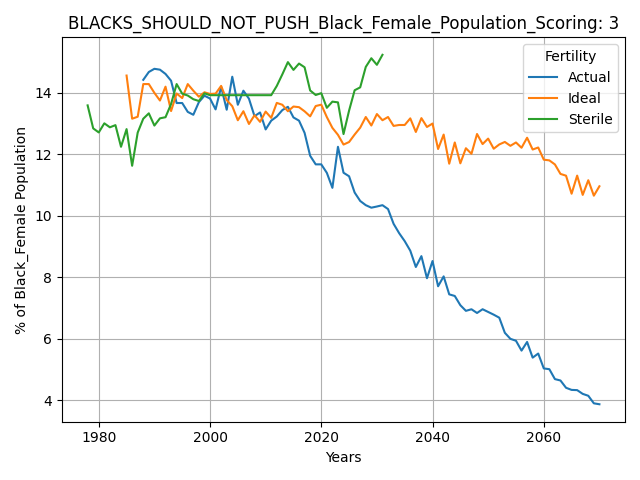 BLACKS_SHOULD_NOT_PUSH_Black_Female_Population_Scoring: 3
Fertility
Actual
Ideal
Sterile
% of Black_Female Population
14
12
10
8
6
4
1980 2000 2020 2040 2060
Years